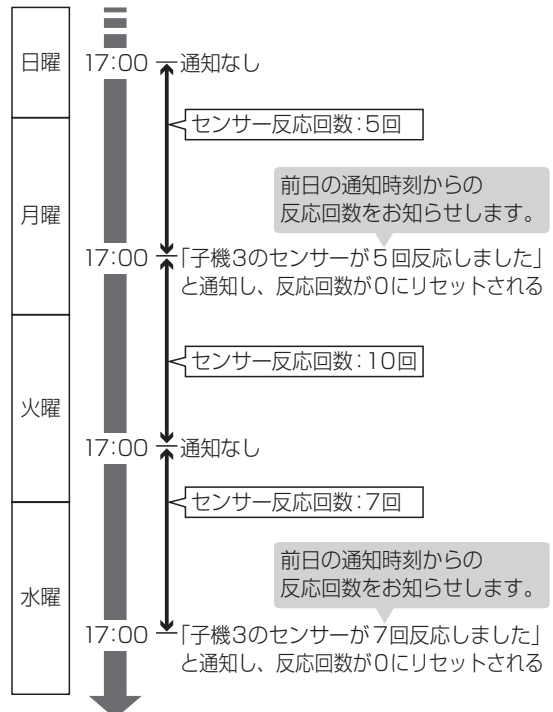 日曜
17:00
通知なし
センサー反応回数:5回
月曜
前日の通知時刻からの
反応回数をお知らせします。
17:00
「子機3のセンサーが5回反応しました」
と通知し、反応回数が0にリセットされる
センサー反応回数:10回
火曜
17:00
通知なし
センサー反応回数:7回
水曜
前日の通知時刻からの
反応回数をお知らせします。
17:00
「子機3のセンサーが7回反応しました」
と通知し、反応回数が0にリセットされる